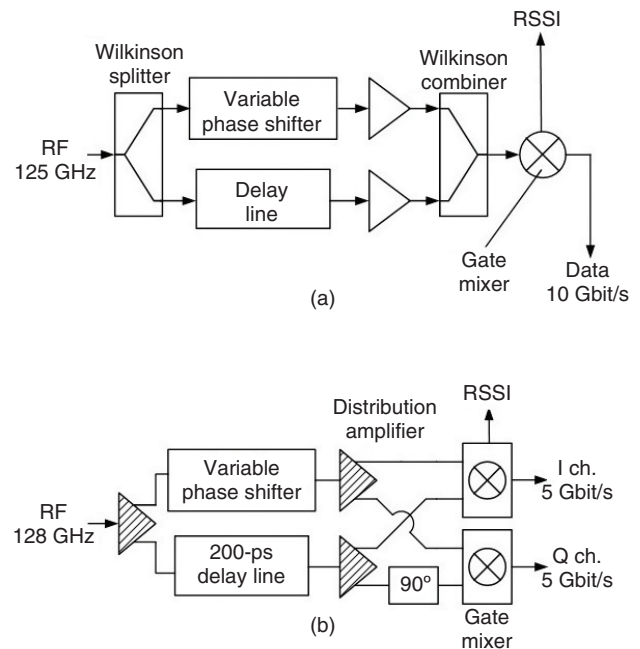 RSSI
Wilkinson
splitter
Wilkinson
combiner
Variable
phase shifter
RF
125 GHz
Delay
line
Gate
mixer
Data
10 Gbit/s
(a)
RSSI
Distribution
amplifier
Variable
phase shifter
I ch.
5 Gbit/s
RF
128 GHz
200-ps
delay line
90º
Q ch.
5 Gbit/s
Gate
mixer
(b)